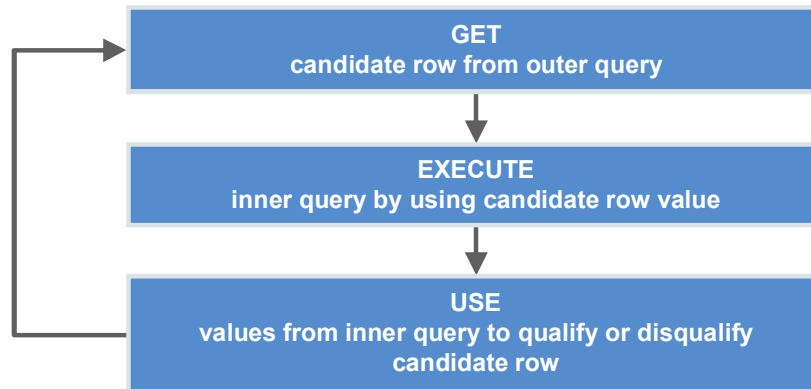 GET
candidate row from outer query
EXECUTE
inner query by using candidate row value
USE
values from inner query to qualify or disqualify
candidate row